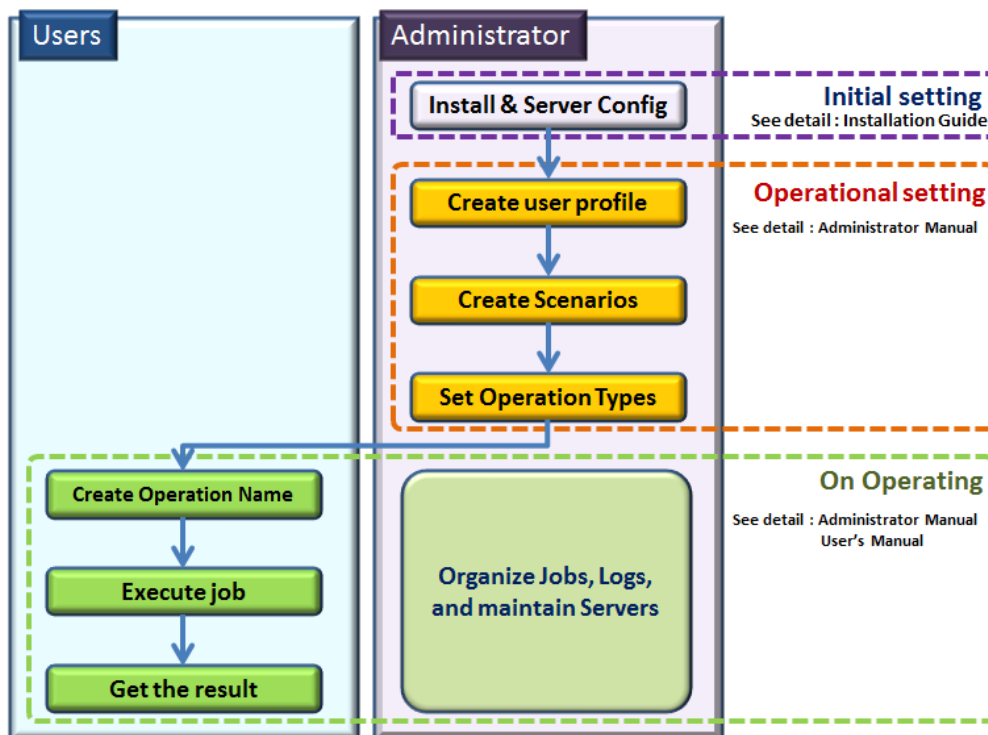 Users
Administrator
Install & Server Config
Initial setting
See detail : Installation Guide
Create user profile
Operational setting
See detail : Administrator Manual
Create Scenarios
Set Operation Types
Create Operation Name
On Operating
See detail : Administrator Manual
User's Manual
Execute job
Organize Jobs, Logs,
and maintain Servers
Get the result